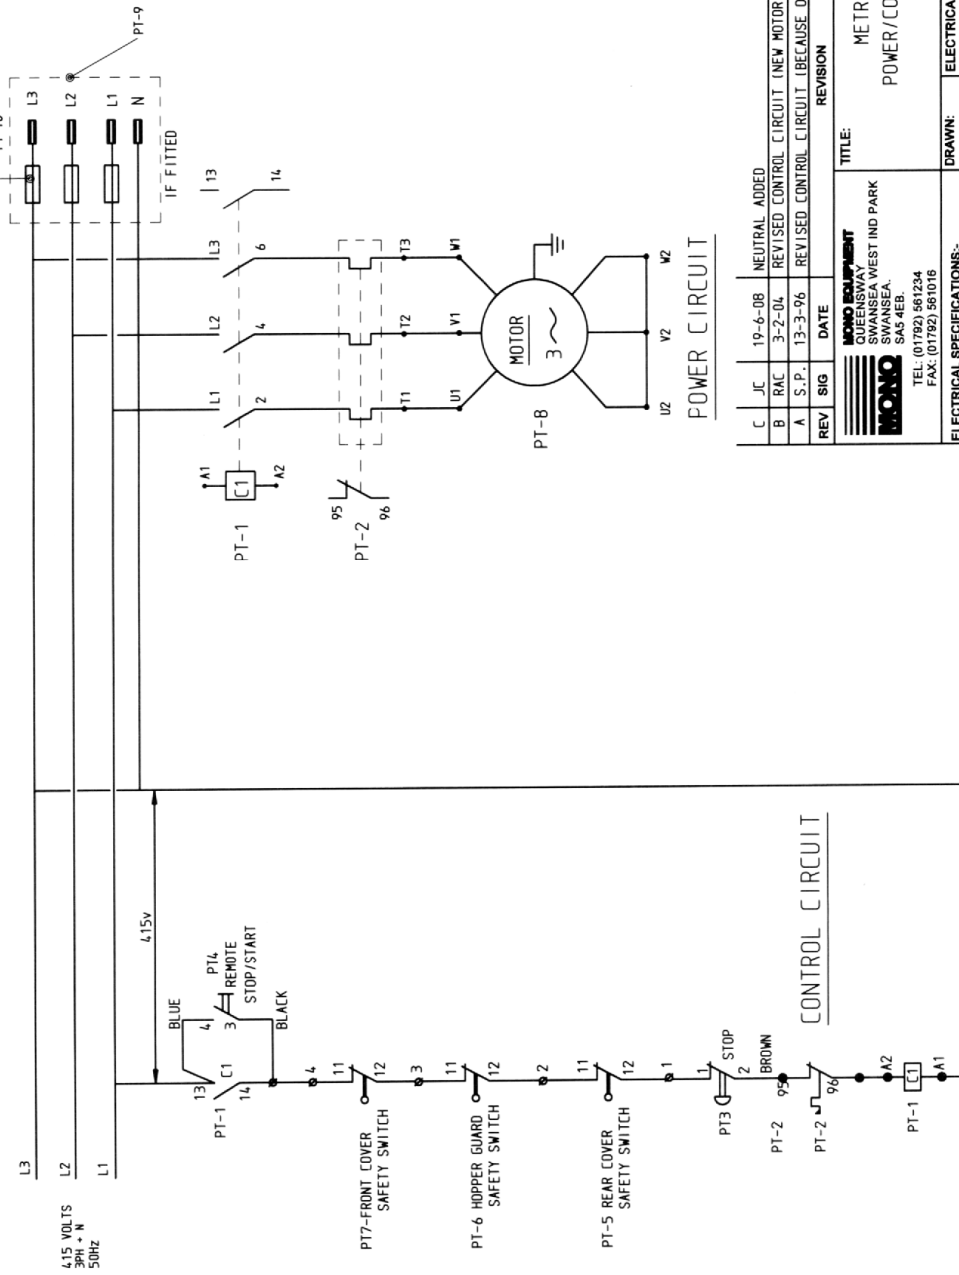 415 VOLTS
3PH + N
50Hz
L3
L2
L1
415v
BLUE
4
PT4
REMOTE
STOP/START
3
BLACK
13
C1
14
PT-1
4
11
12
PT7-FRONT COVER
SAFETY SWITCH
3
11
12
PT-6 HOPPER GUARD
SAFETY SWITCH
2
11
12
PT-5 REAR COVER
SAFETY SWITCH
1
1
STOP
PT3
2
BROWN
95
PT-2
PT-2
96
A2
C1
PT-1
A1
CONTROL CIRCUIT
PT-9
L3
L2
L1
N
IF FITTED
13
14
L3
6
L2
4
L1
2
A1
C1
A2
PT-1
95
96
PT-2
T3
T2
T1
W1
V1
U1
MOTOR
3 ~
PT-8
W2
V2
U2
POWER CIRCUIT
C JC 19-6-08 NEUTRAL ADDED
B RAC 3-2-04 REVISED CONTROL CIRCUIT (NEW MOTOR
A S.P. 13-3-96 REVISED CONTROL CIRCUIT (BECAUSE O
REV SIG DATE REVISION
MONO
MONO EQUIPMENT
QUEENSWAY
SWANSEA WEST IND PARK
SWANSEA.
SA5 4EB.
TEL: (01792) 561234
FAX: (01792) 561016
TITLE:
METR
POWER/CO
ELECTRICAL SPECIFICATIONS:-
DRAWN:
ELECTRICA